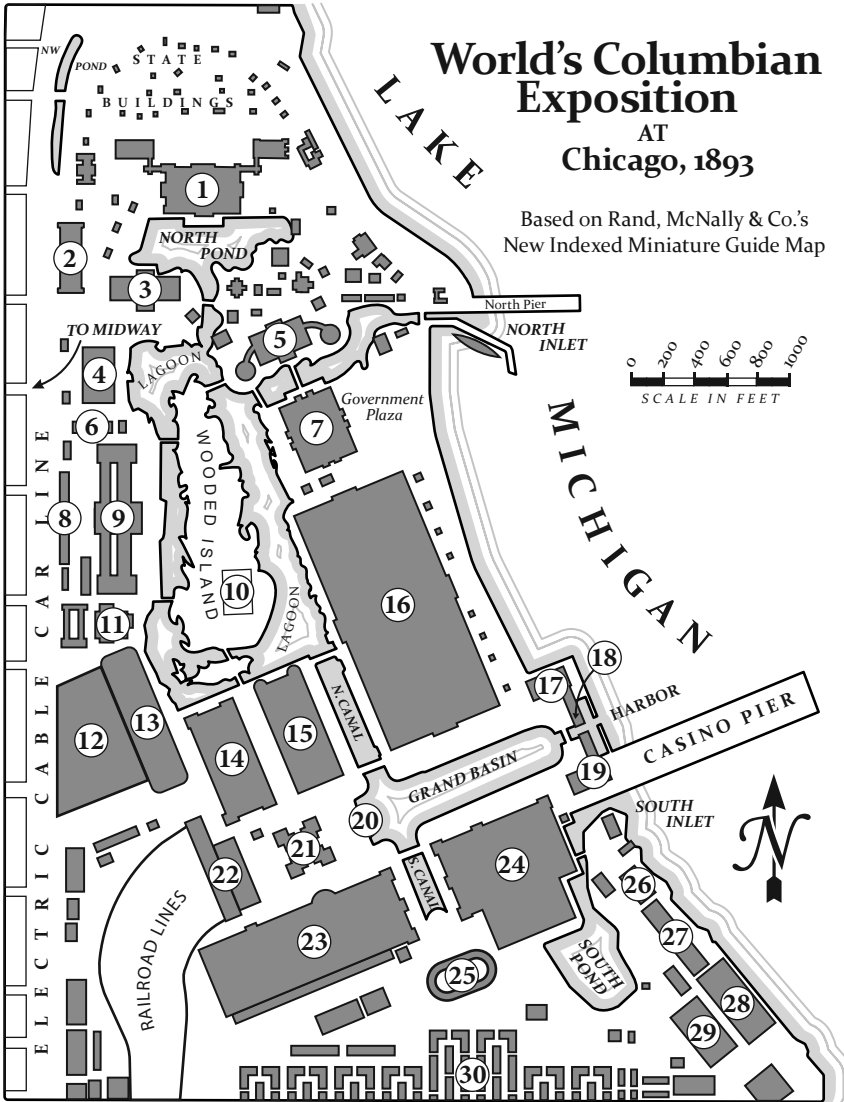 World's Columbian
Exposition
AT
Chicago, 1893
Based on Rand, McNally & Co.'s
New Indexed Miniature Guide Map
NW
POND
STATE
BUILDINGS
LAKE
MICHIGAN
1
NORTH
POND
2
3
North Pier
NORTH
INLET
TO MIDWAY
5
4
LAGOON
0 200 400 600 800 1000
SCALE IN FEET
Government
Plaza
6
7
WOODED ISLAND
8
9
10
11
LAGOON
16
ELECTRIC CABLE CAR LINE
12
13
14
15
N. CANAL
17
18
HARBOR
CASINO PIER
19
GRAND BASIN
20
SOUTH
INLET
N
21
22
S. CANAL
24
26
RAILROAD LINES
23
25
27
SOUTH
POND
28
29
30